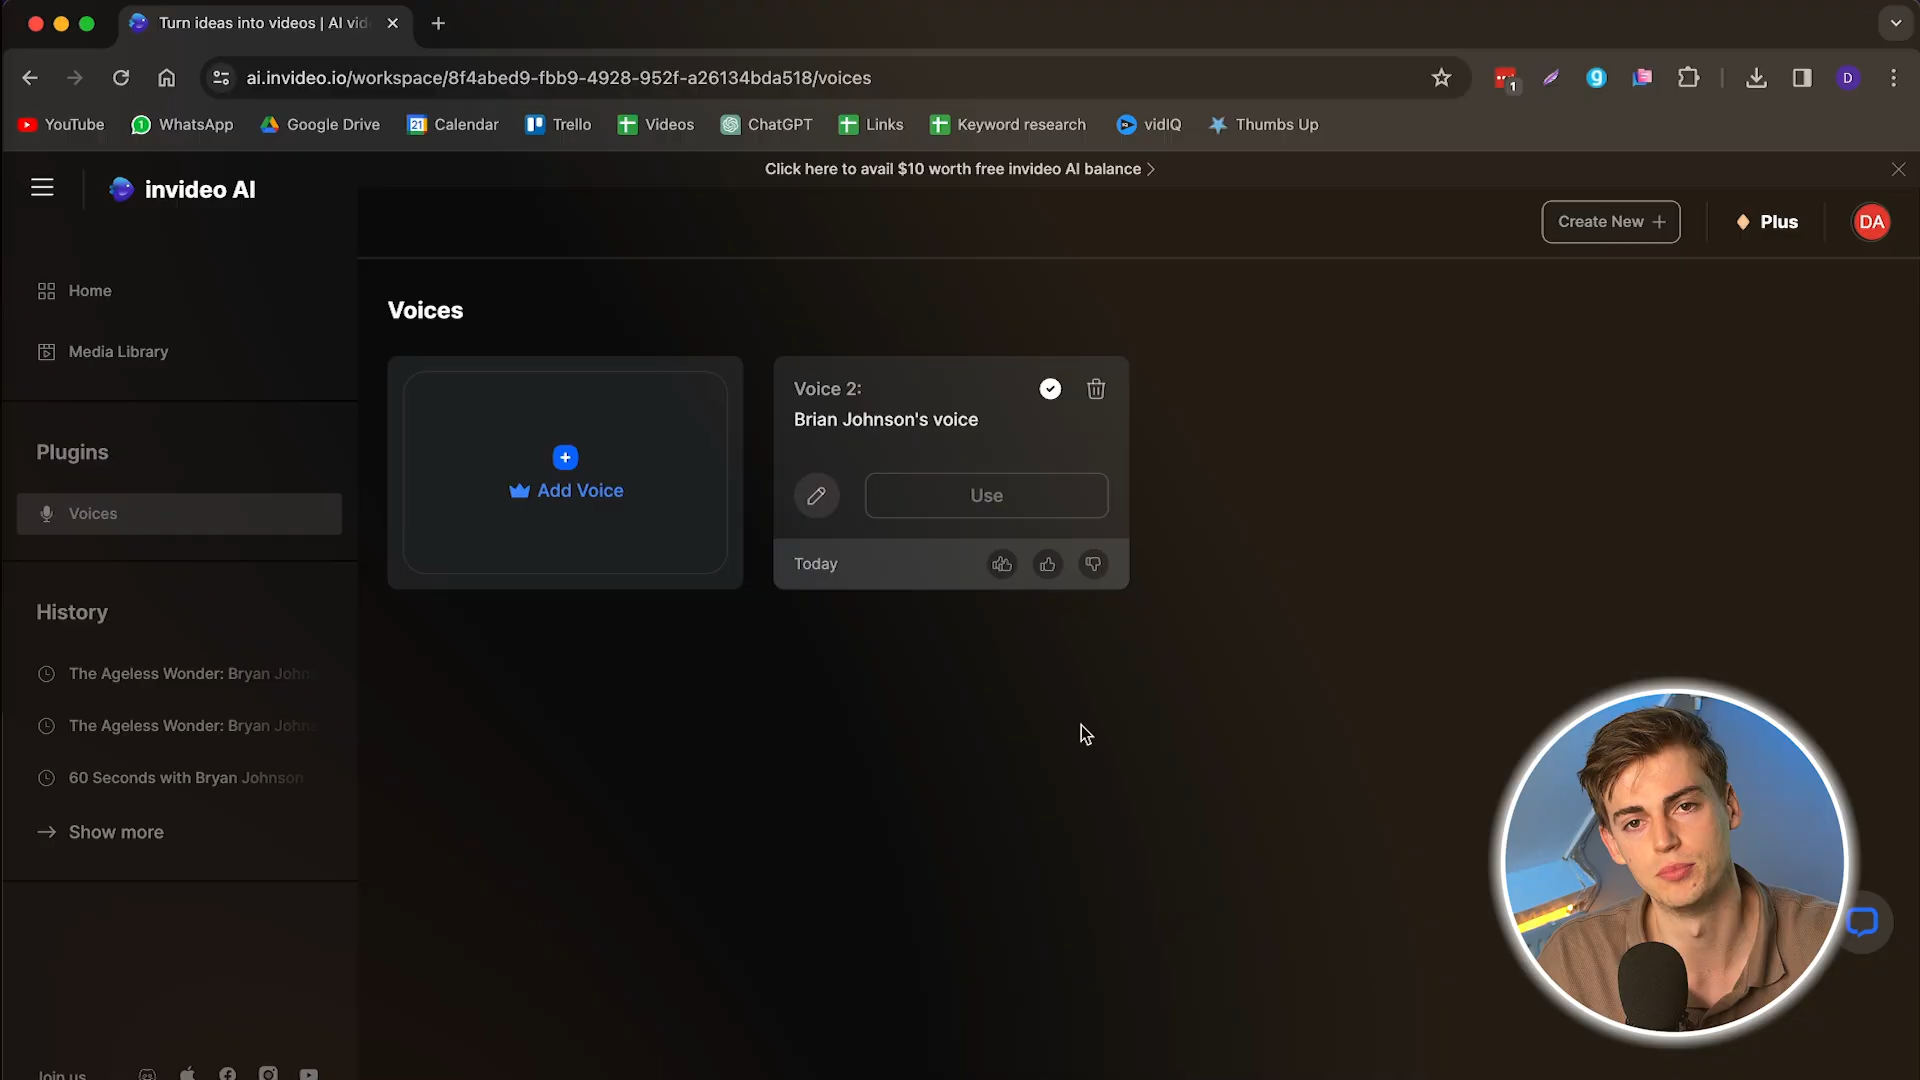 Turn ideas into videos | AI vid
ai.invideo.io/workspace/8f4abed9-fbb9-4928-952f-a26134bda518/voices
1
g
D
YouTube
1
WhatsApp
Google Drive
21
Calendar
Trello
Videos
ChatGPT
Links
Keyword research
vidIQ
Thumbs Up
Click here to avail $10 worth free invideo AI balance >
invideo AI
Create New +
Plus
DA
Home
Media Library
Plugins
Voices
History
The Ageless Wonder: Bryan John
The Ageless Wonder: Bryan John
60 Seconds with Bryan Johnson
Show more
Join us
Voices
Add Voice
Voice 2:
Brian Johnson's voice
Use
Today